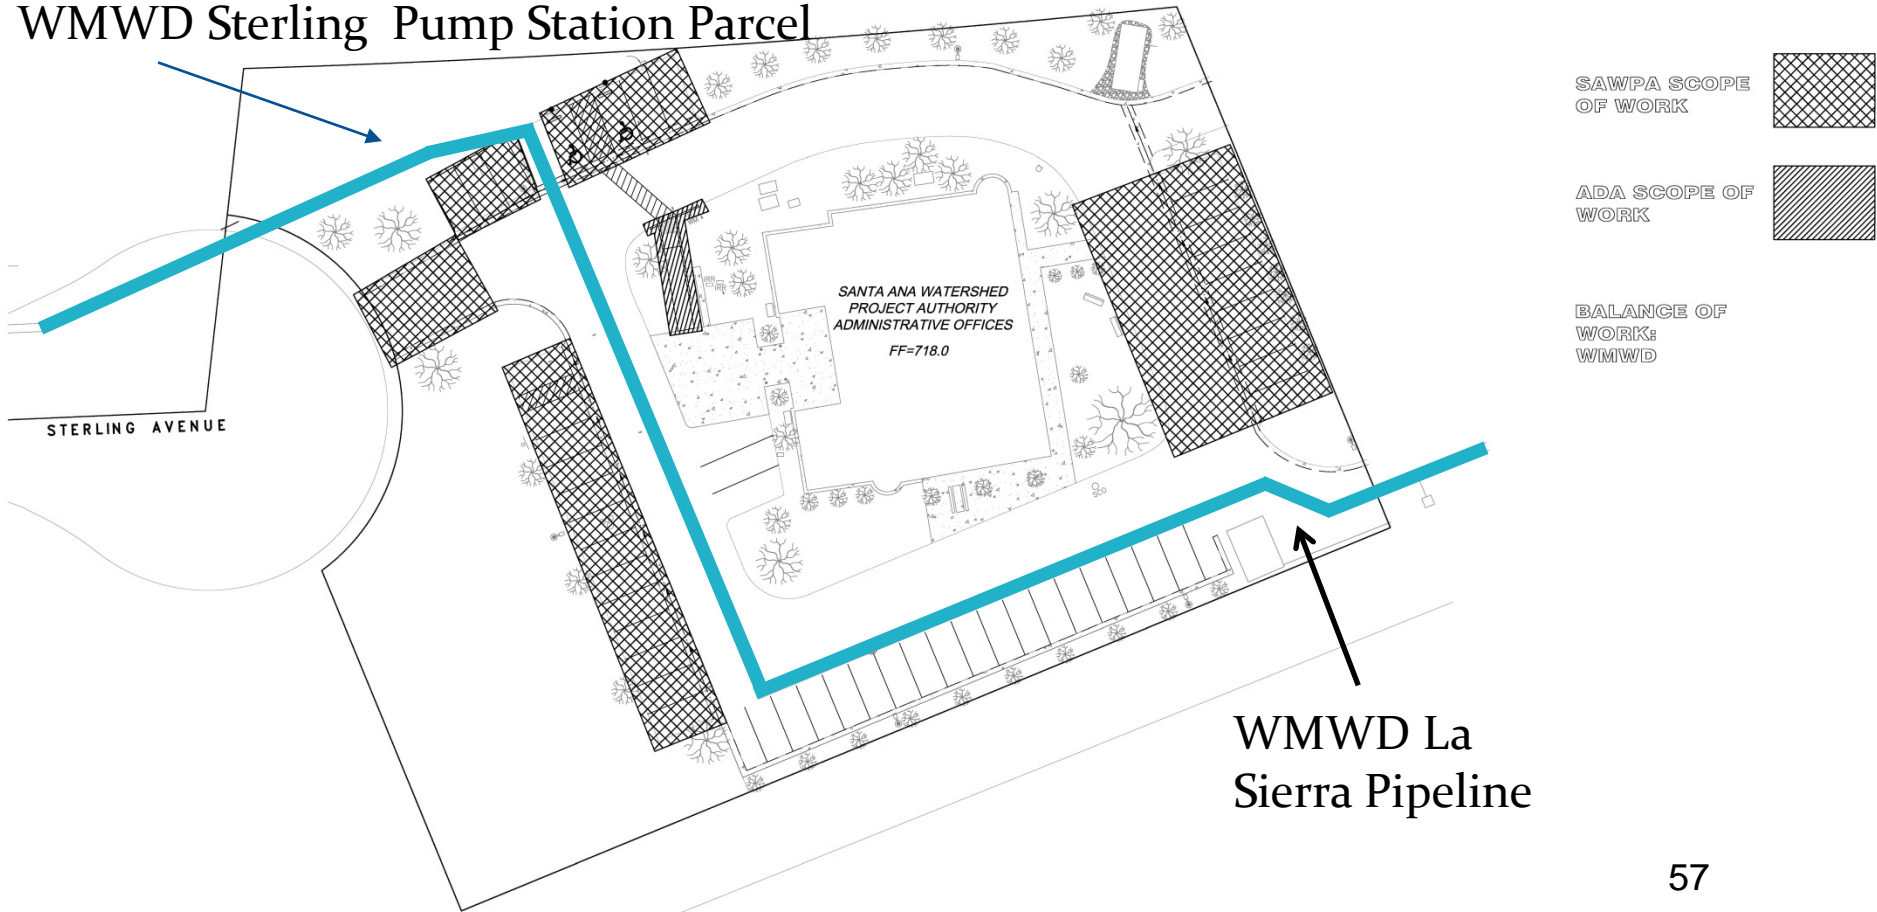 WMWD Sterling  Pump Station Parcel
SAWPA SCOPE
OF WORK
ADA SCOPE OF
WORK
BALANCE OF
WORK:
WMWD
SANTA ANA WATERSHED
PROJECT AUTHORITY
ADMINISTRATIVE OFFICES
FF=718.0
STERLING AVENUE
WMWD La
Sierra Pipeline
57